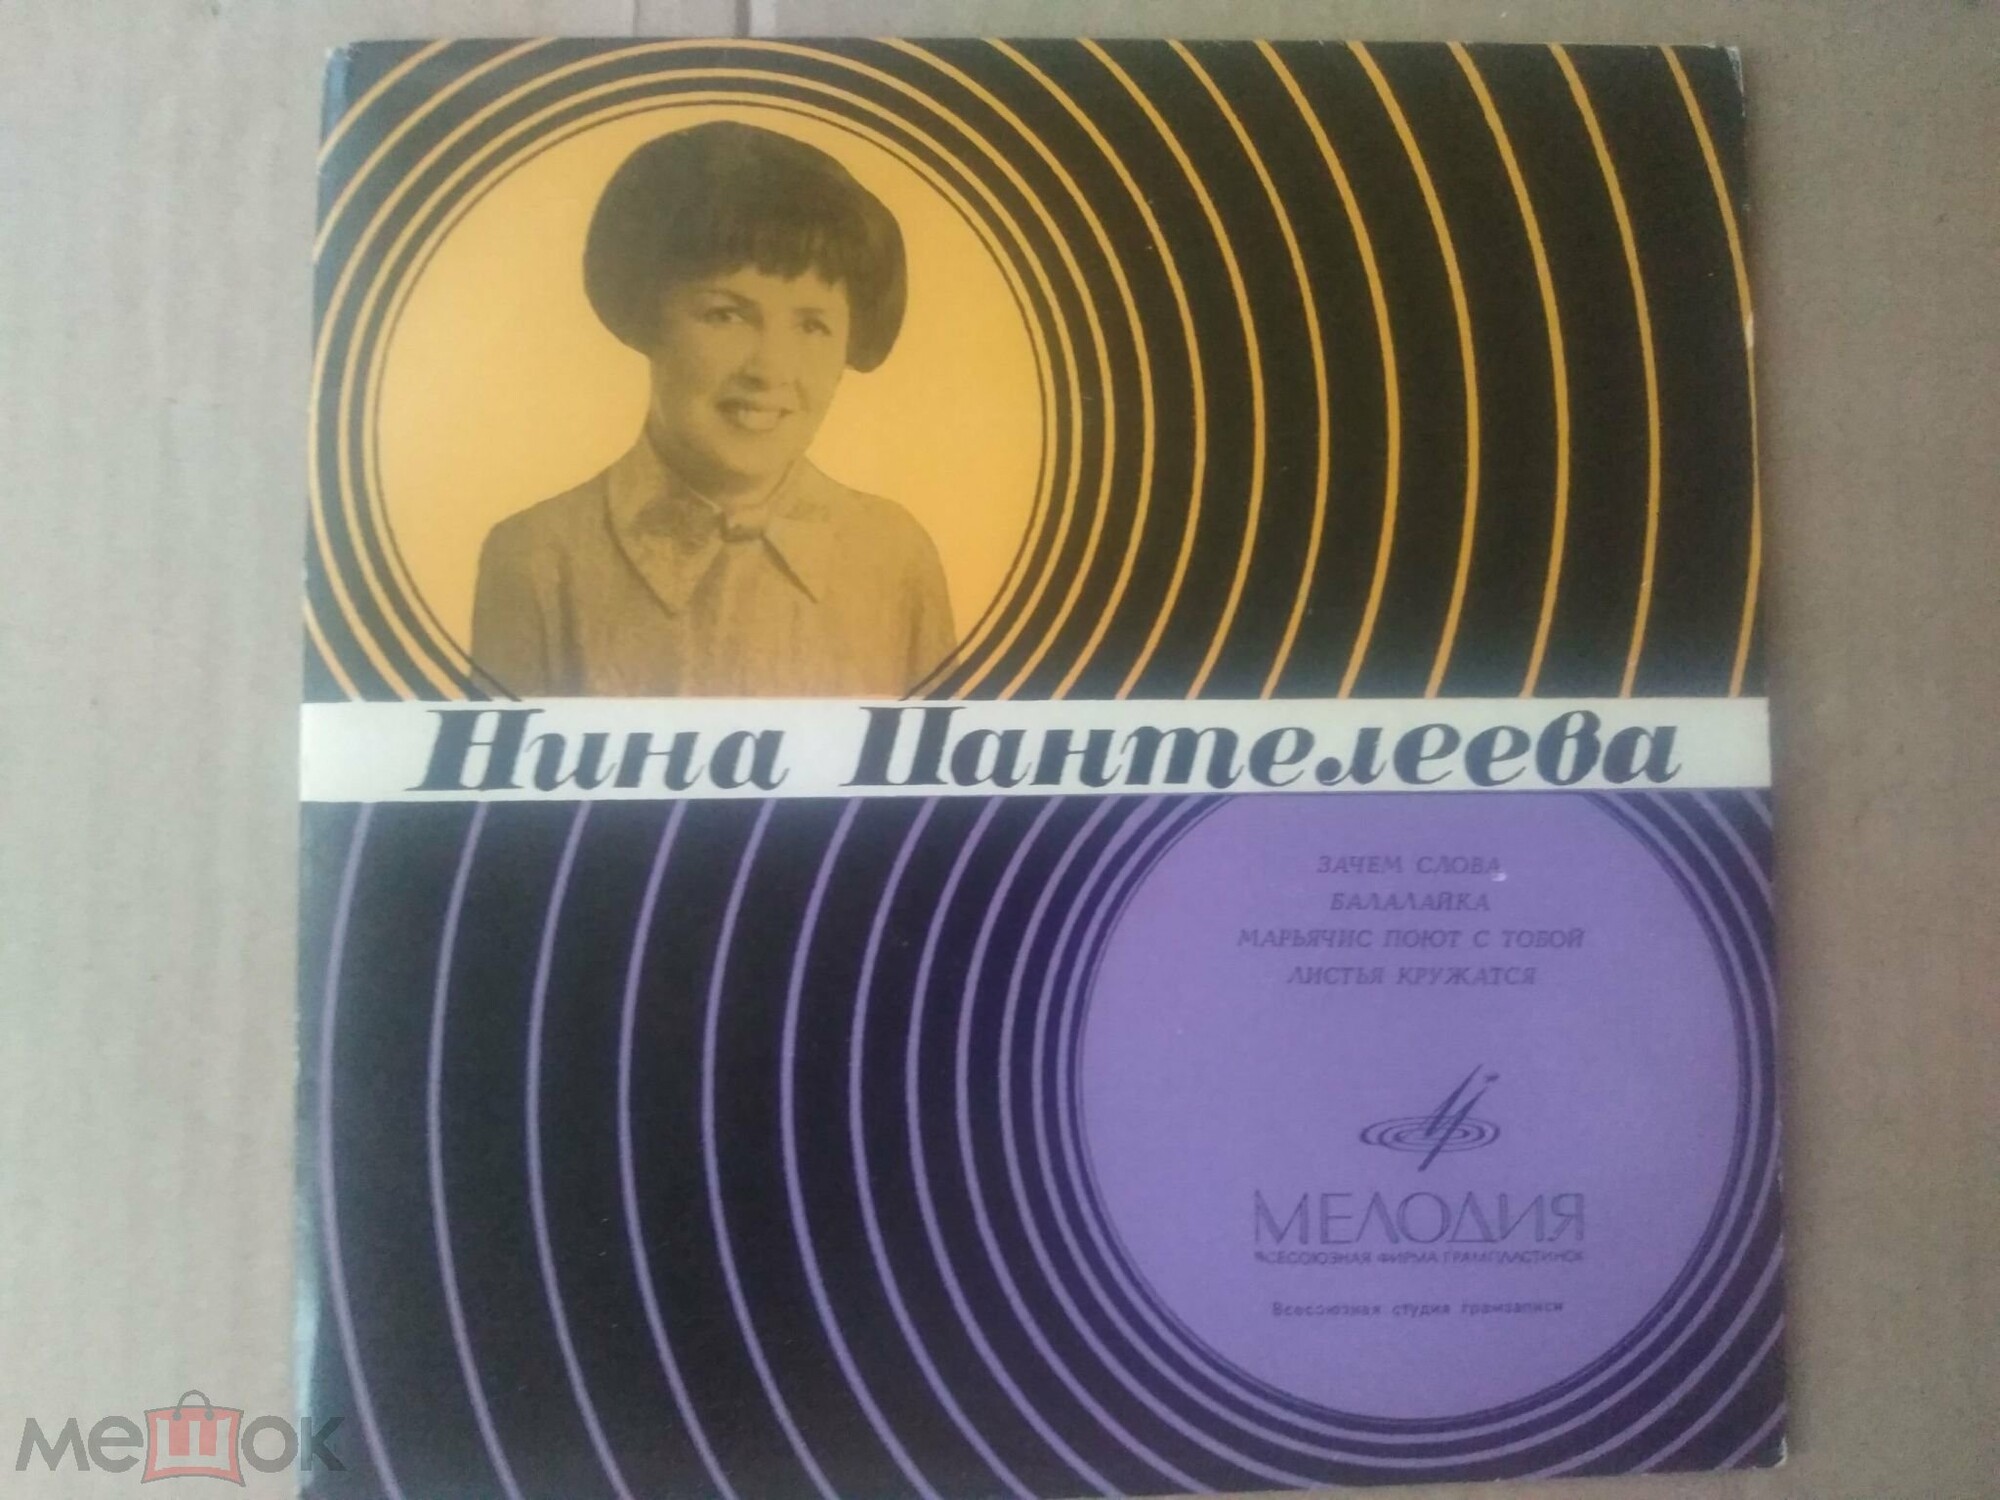 Нина Пантелеева
ЗАЧЕМ СЛОВА
БАЛАЛАЙКА
МАРЬЯЧИС ПОЮТ С ТОБОЙ
ЛИСТЬЯ КРУЖАТСЯ
МЕЛОДИЯ
ВСЕСОЮЗНАЯ ФИРМА ГРАМПЛАСТИНОК
Всесоюзная студия грамзаписи
мешок